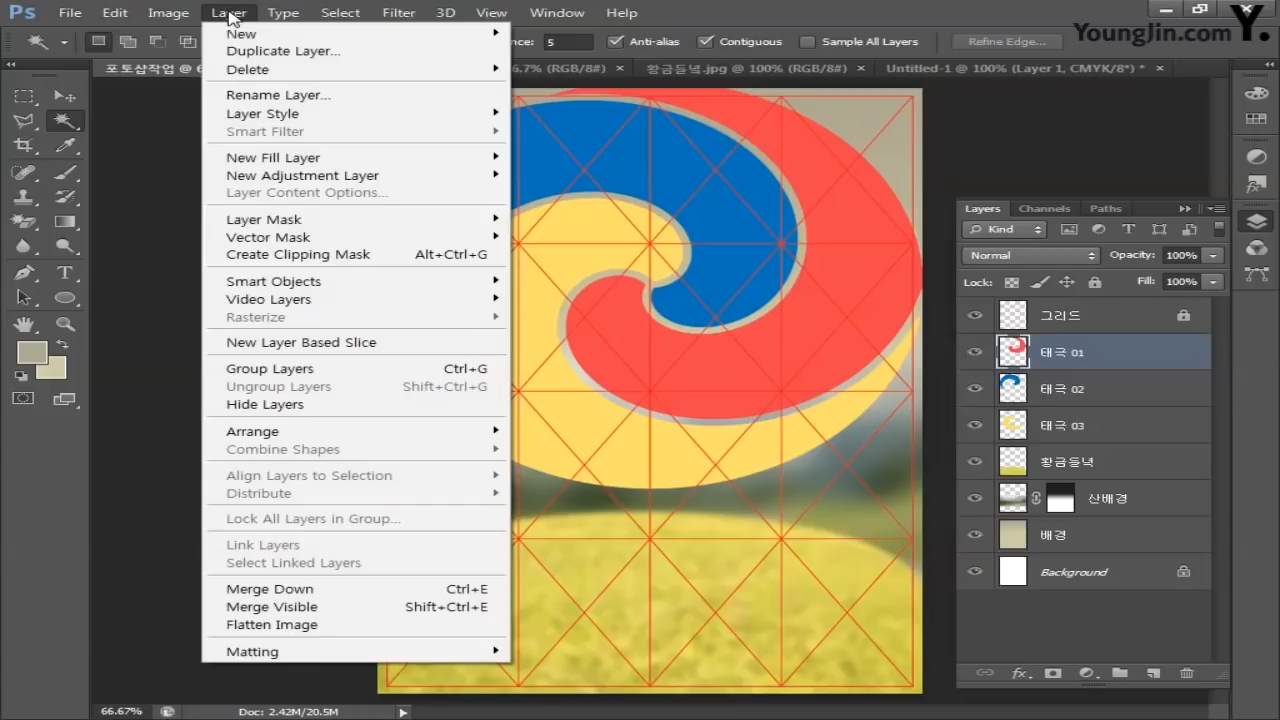 Ps File Edit Image Layer Type Select Filter 3D View Window Help
YoungJin.com Y.
nce: 5 Anti-alias Contiguous Sample All Layers Refine Edge...
포토샵작업 @ 6 6.7% (RGB/8#) × 황금들녘.jpg @ 100% (RGB/8#) × Untitled-1 @ 100% (Layer 1, CMYK/8*) * ×
New
Duplicate Layer...
Delete
Rename Layer...
Layer Style
Smart Filter
New Fill Layer
New Adjustment Layer
Layer Content Options...
Layer Mask
Vector Mask
Create Clipping Mask Alt+Ctrl+G
Smart Objects
Video Layers
Rasterize
New Layer Based Slice
Group Layers Ctrl+G
Ungroup Layers Shift+Ctrl+G
Hide Layers
Arrange
Combine Shapes
Align Layers to Selection
Distribute
Lock All Layers in Group...
Link Layers
Select Linked Layers
Merge Down Ctrl+E
Merge Visible Shift+Ctrl+E
Flatten Image
Matting
Layers Channels Paths
Kind
Normal Opacity: 100%
Lock: Fill: 100%
그리드
태극 01
태극 02
태극 03
황금들녘
산배경
배경
Background
fx
66.67% Doc: 2.42M/20.5M